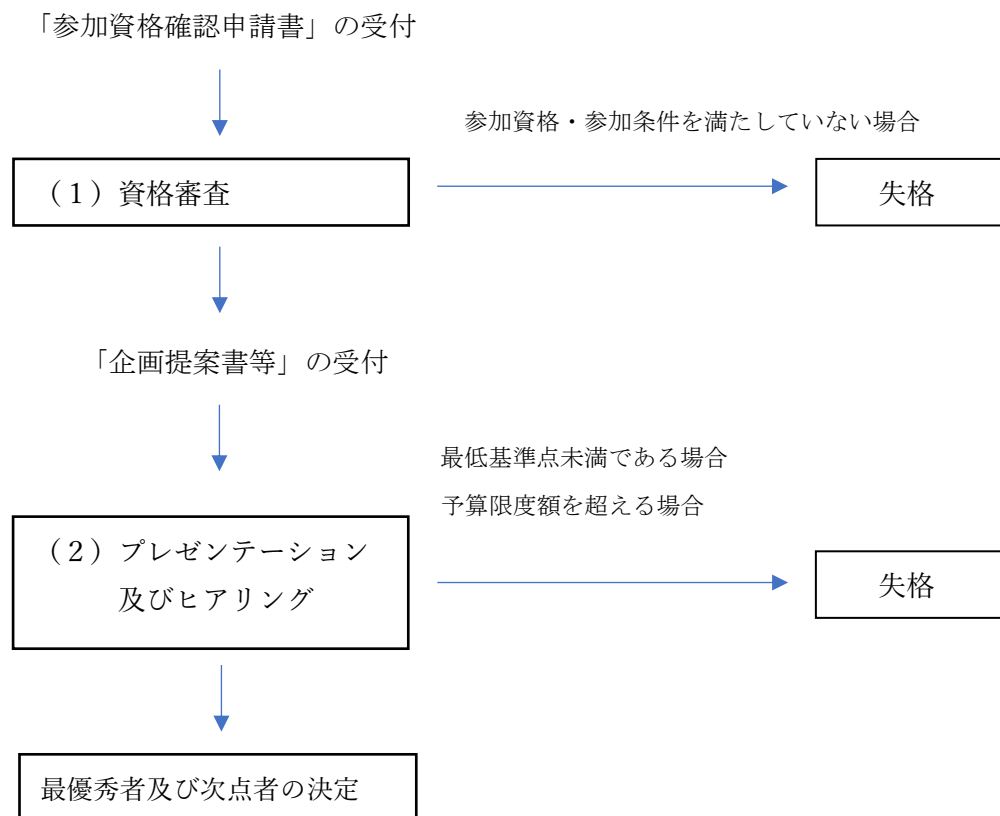 「参加資格確認申請書」の受付
参加資格・参加条件を満たしていない場合
（１）資格審査
失格
「企画提案書等」の受付
最低基準点未満である場合
予算限度額を超える場合
（２）プレゼンテーション
及びヒアリング
失格
最優秀者及び次点者の決定